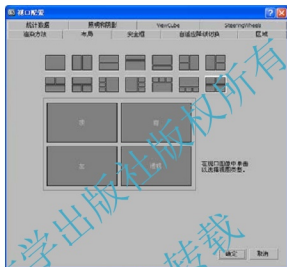 视口配置
统计数据 照明和阴影 ViewCube SteeringWheels
渲染方法 布局 安全框 自适应降级切换 区域
顶
前
左
透视
在视口图像中单击
以选择视图类型。
确定 取消
学出版社版权所有
转载